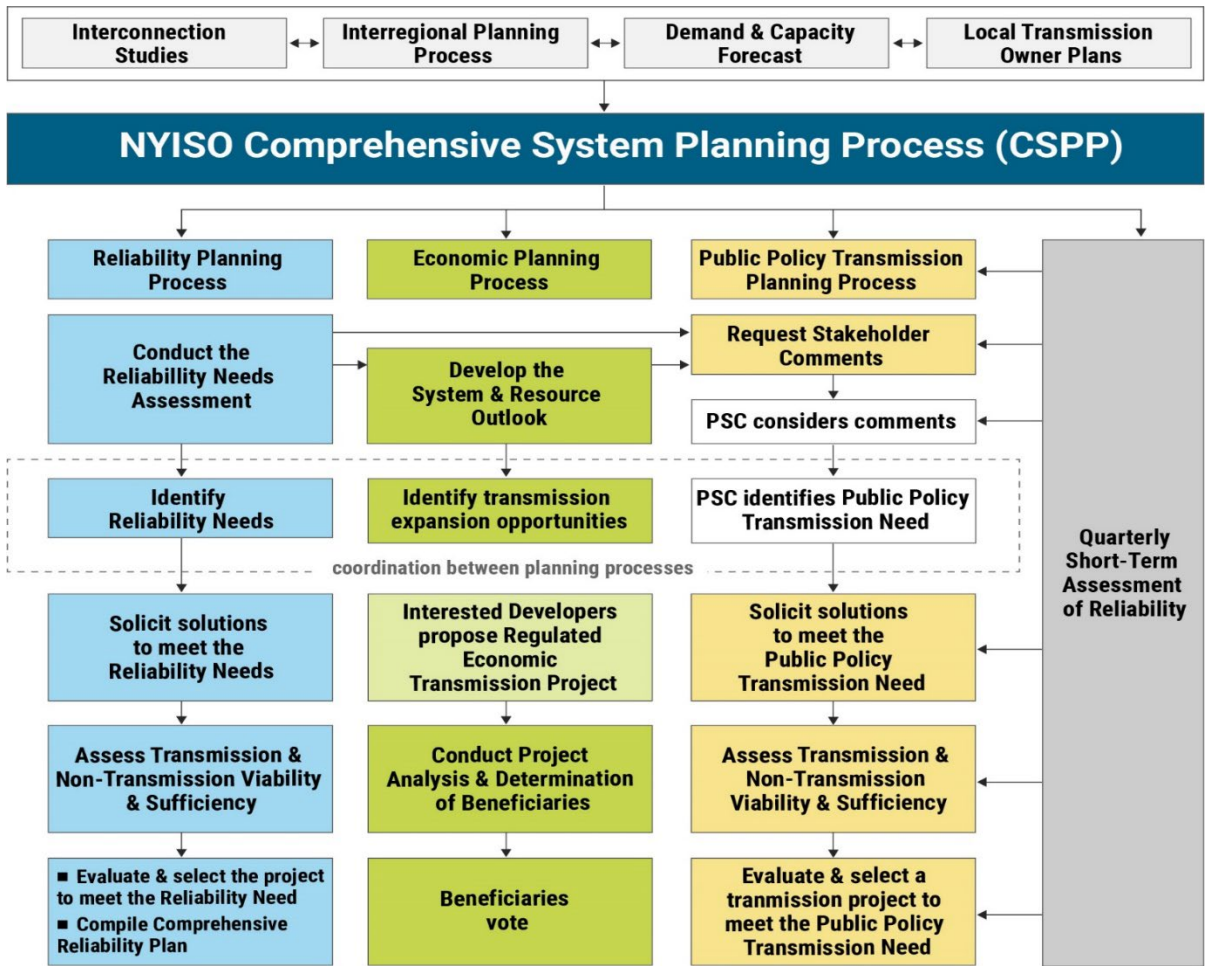 Interconnection
Studies
Interregional Planning
Process
Demand & Capacity
Forecast
Local Transmission
Owner Plans
NYISO Comprehensive System Planning Process (CSPP)
Reliability Planning
Process
Economic Planning
Process
Public Policy Transmission
Planning Process
Conduct the
Reliabillity Needs
Assessment
Develop the
System & Resource
Outlook
Request Stakeholder
Comments
PSC considers comments
Identify
Reliability Needs
Identify transmission
expansion opportunities
PSC identifies Public Policy
Transmission Need
coordination between planning processes
Quarterly
Short-Term
Assessment
of Reliability
Solicit solutions
to meet the
Reliability Needs
Interested Developers
propose Regulated
Economic
Transmission Project
Solicit solutions
to meet the
Public Policy
Transmission Need
Assess Transmission &
Non-Transmission Viability
& Sufficiency
Conduct Project
Analysis & Determination
of Beneficiaries
Assess Transmission &
Non-Transmission
Viability & Sufficiency
■ Evaluate & select the project
to meet the Reliability Need
■ Compile Comprehensive
Reliability Plan
Beneficiaries
vote
Evaluate & select a
tranmission project to
meet the Public Policy
Transmission Need